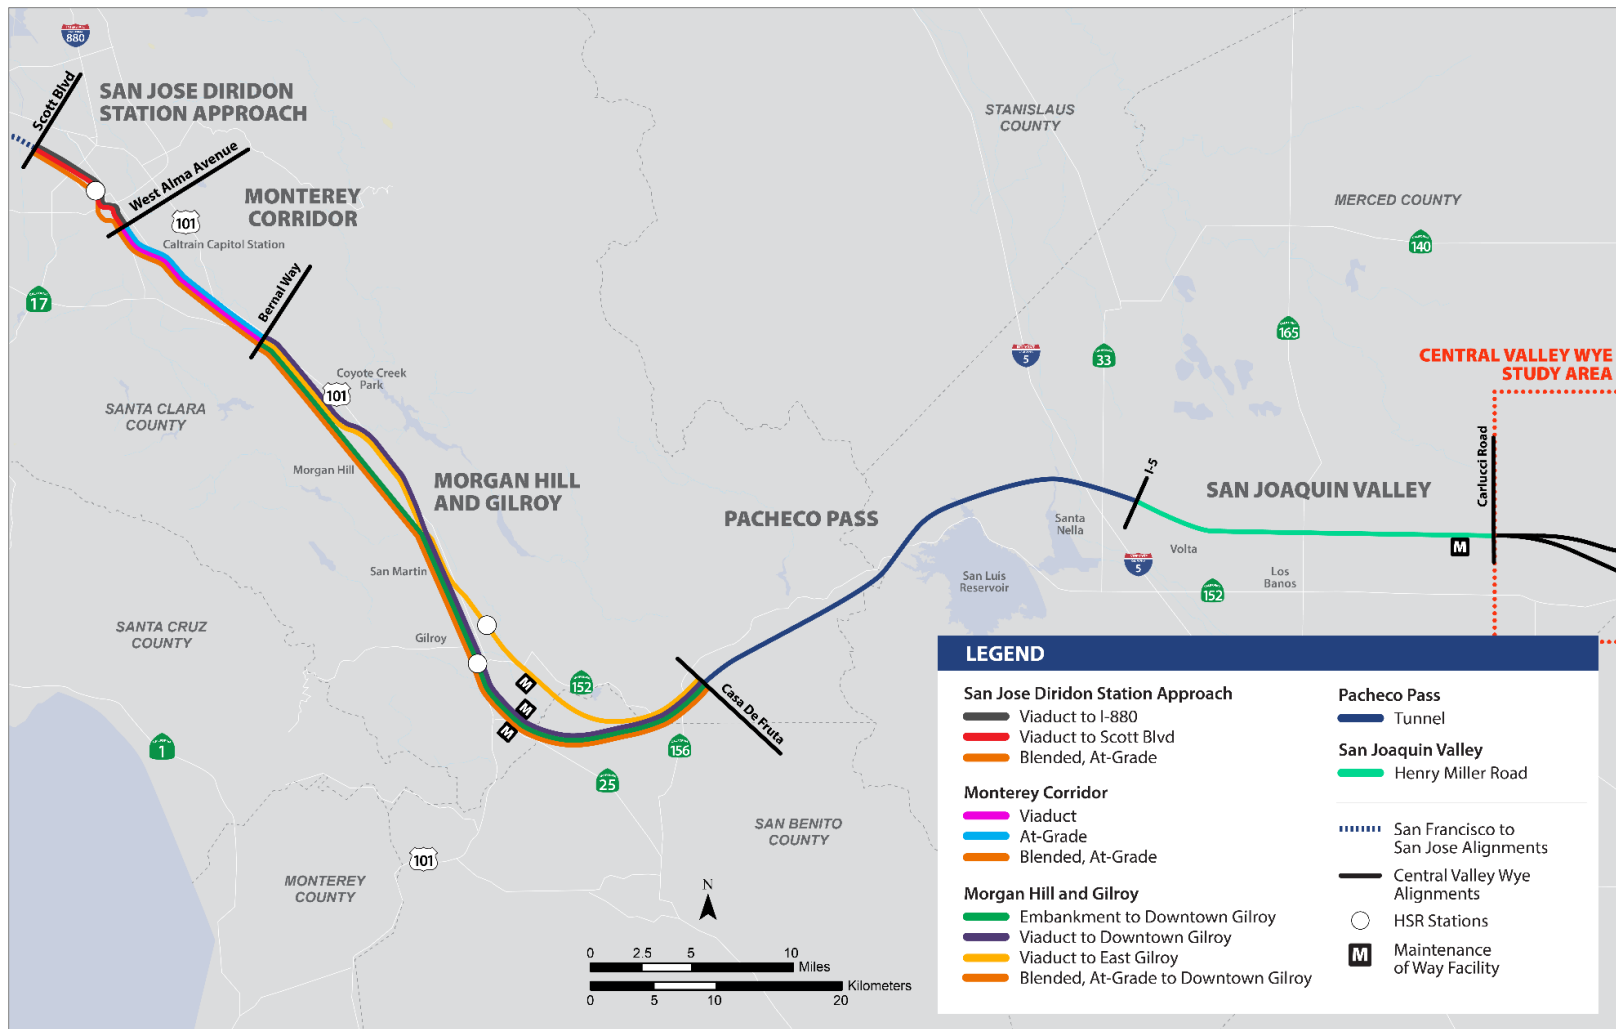 880
Scott Blvd
SAN JOSE DIRIDON
STATION APPROACH
West Alma Avenue
MONTEREY
CORRIDOR
101
Caltrain Capitol Station
17
Bernal Way
Coyote Creek
Park
101
SANTA CLARA
COUNTY
Morgan Hill
MORGAN HILL
AND GILROY
San Martin
SANTA CRUZ
COUNTY
Gilroy
M
M
M
152
156
25
1
101
MONTEREY
COUNTY
Casa De Fruta
SAN BENITO
COUNTY
PACHECO PASS
STANISLAUS
COUNTY
MERCED COUNTY
140
165
5
33
CENTRAL VALLEY WYE
STUDY AREA
Carlucci Road
I-5
SAN JOAQUIN VALLEY
Santa
Nella
Volta
San Luis
Reservoir
5
Los
Banos
152
M
N
0 2.5 5 10
Miles
Kilometers
0 5 10 20
LEGEND
San Jose Diridon Station Approach
Viaduct to I-880
Viaduct to Scott Blvd
Blended, At-Grade
Monterey Corridor
Viaduct
At-Grade
Blended, At-Grade
Morgan Hill and Gilroy
Embankment to Downtown Gilroy
Viaduct to Downtown Gilroy
Viaduct to East Gilroy
Blended, At-Grade to Downtown Gilroy
Pacheco Pass
Tunnel
San Joaquin Valley
Henry Miller Road
San Francisco to
San Jose Alignments
Central Valley Wye
Alignments
HSR Stations
M
Maintenance
of Way Facility